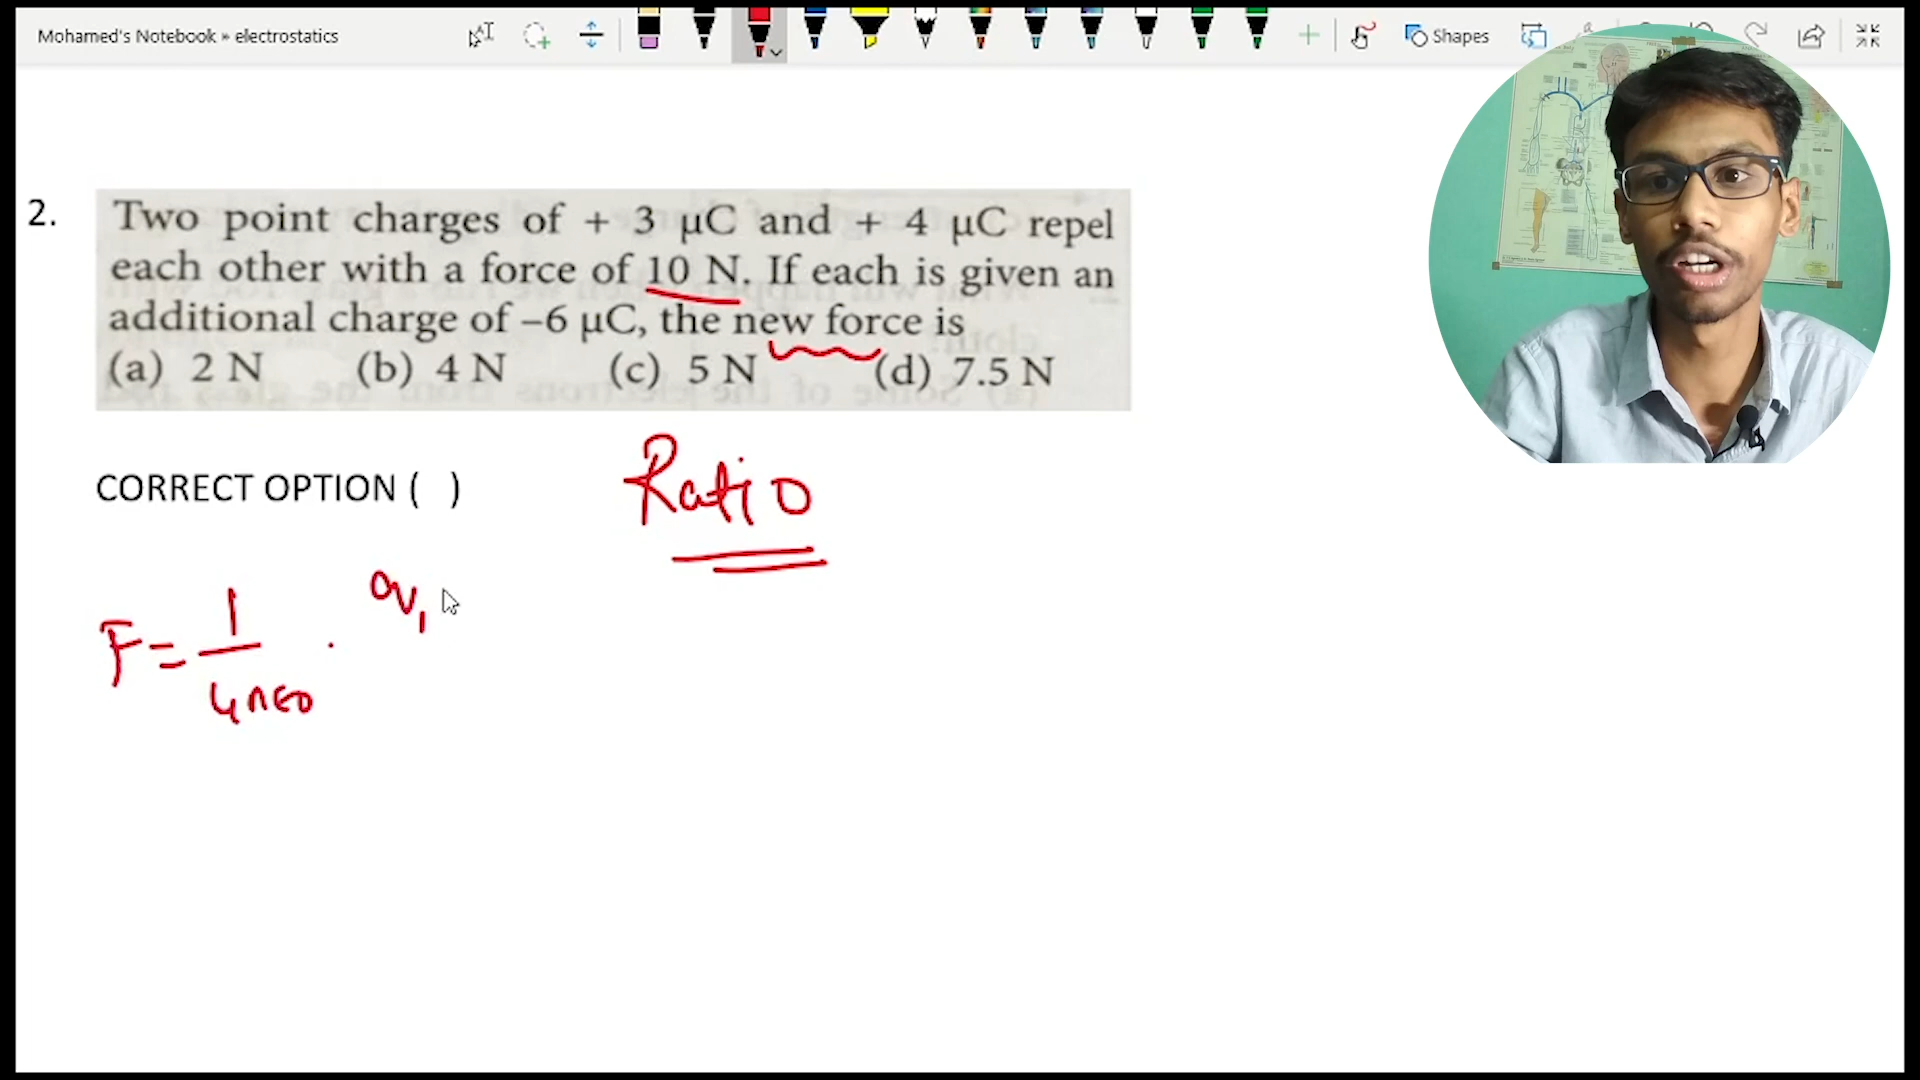 Mohamed's Notebook » electrostatics
Shapes
2. Two point charges of + 3 μC and + 4 μC repel
each other with a force of 10 N. If each is given an
additional charge of –6 μC, the new force is
(a) 2 N (b) 4 N (c) 5 N (d) 7.5 N
CORRECT OPTION ( )
Ratio
F = 1/4πε0 . q1